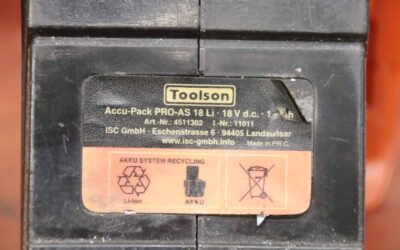 Toolson
Accu-Pack PRO-AS 18 Li · 18 V d.c. ·
Art.-Nr.: 4511302 I.-Nr.: 11011
ISC GmbH · Eschenstrasse 6 · 94405 Landau/Isar
www.isc-gmbh.info Made in P.R.C.
AKKU SYSTEM RECYCLING
Li-Ion AKKU